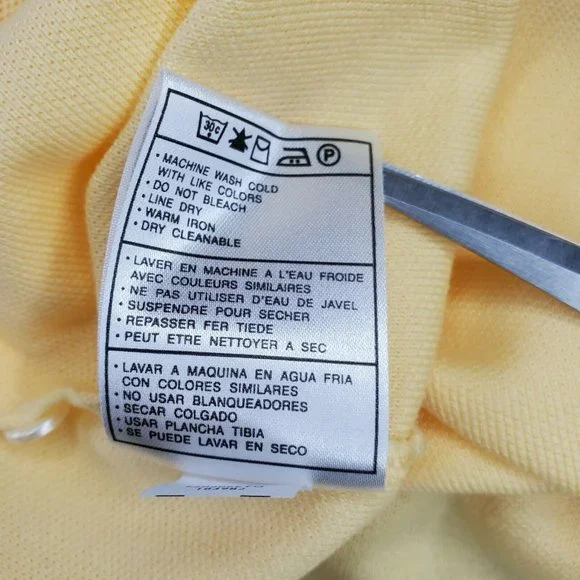 30c P
• MACHINE WASH COLD
WITH LIKE COLORS
• DO NOT BLEACH
• LINE DRY
• WARM IRON
• DRY CLEANABLE
• LAVER EN MACHINE A L'EAU FROIDE
AVEC COULEURS SIMILAIRES
• NE PAS UTILISER D'EAU DE JAVEL
• SUSPENDRE POUR SECHER
• REPASSER FER TIEDE
• PEUT ETRE NETTOYER A SEC
• LAVAR A MAQUINA EN AGUA FRIA
CON COLORES SIMILARES
• NO USAR BLANQUEADORES
• SECAR COLGADO
• USAR PLANCHA TIBIA
• SE PUEDE LAVAR EN SECO